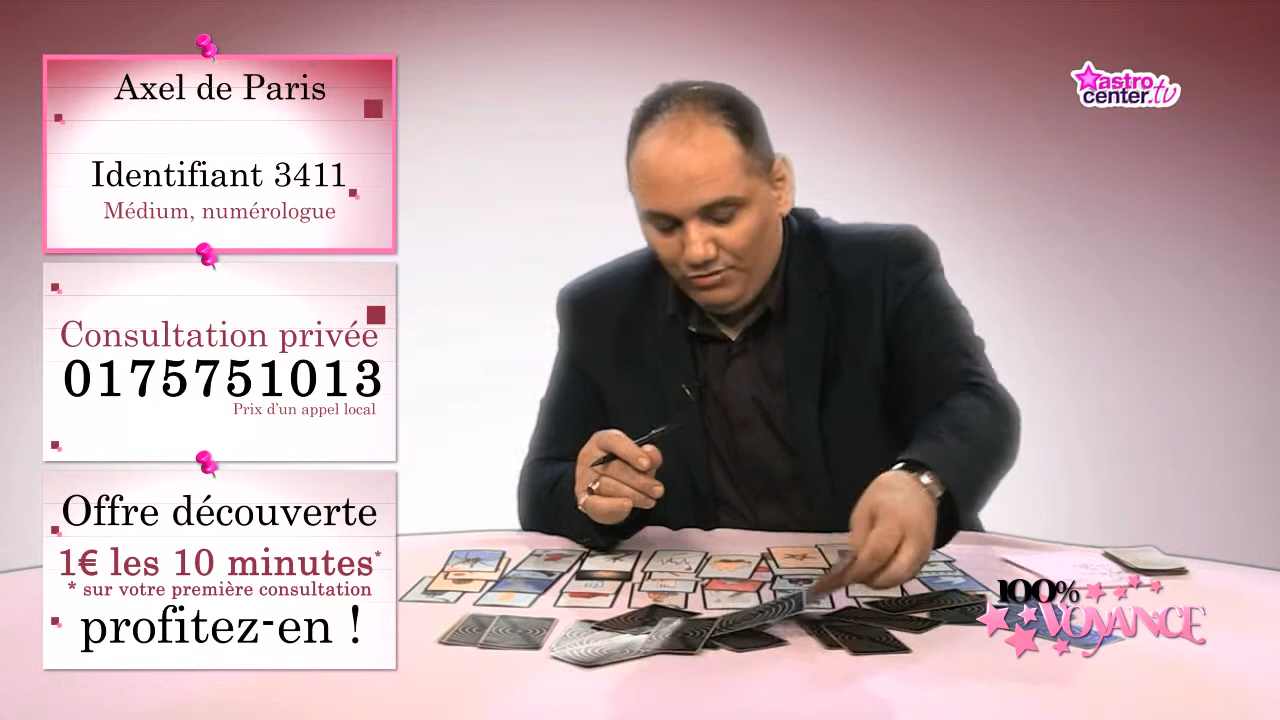 Axel de Paris
Identifiant 3411
Médium, numérologue
Consultation privée
0175751013
Prix d'un appel local
Offre découverte
1€ les 10 minutes*
* sur votre première consultation
profitez-en !
astro
center.tv
100%
VOYANCE